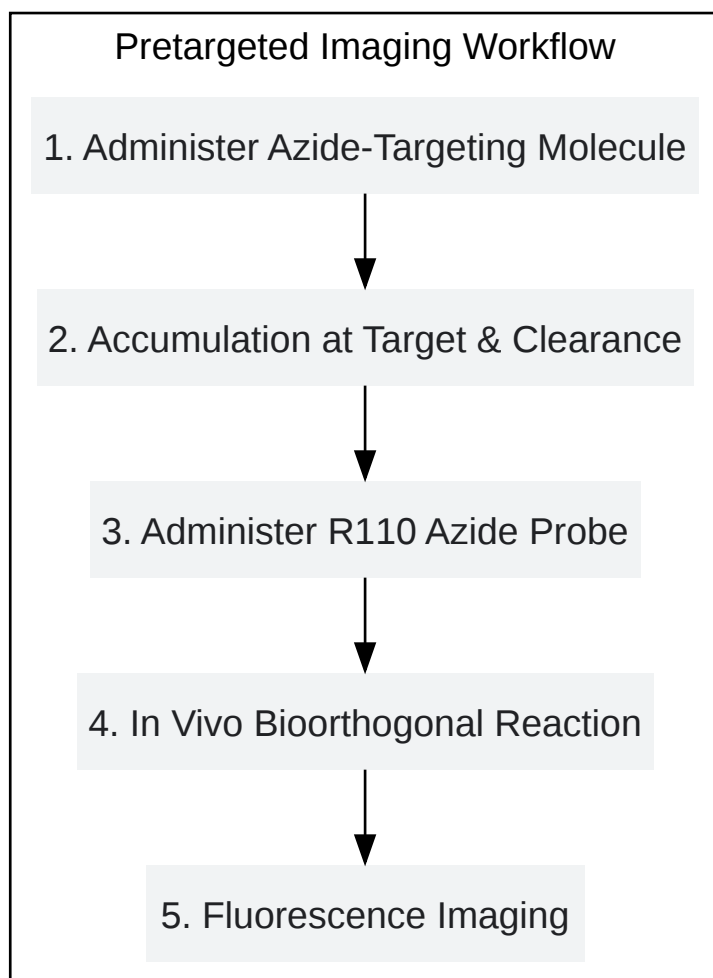 Pretargeted Imaging Workflow
1. Administer Azide-Targeting Molecule
2. Accumulation at Target & Clearance
3. Administer R110 Azide Probe
4. In Vivo Bioorthogonal Reaction
5. Fluorescence Imaging